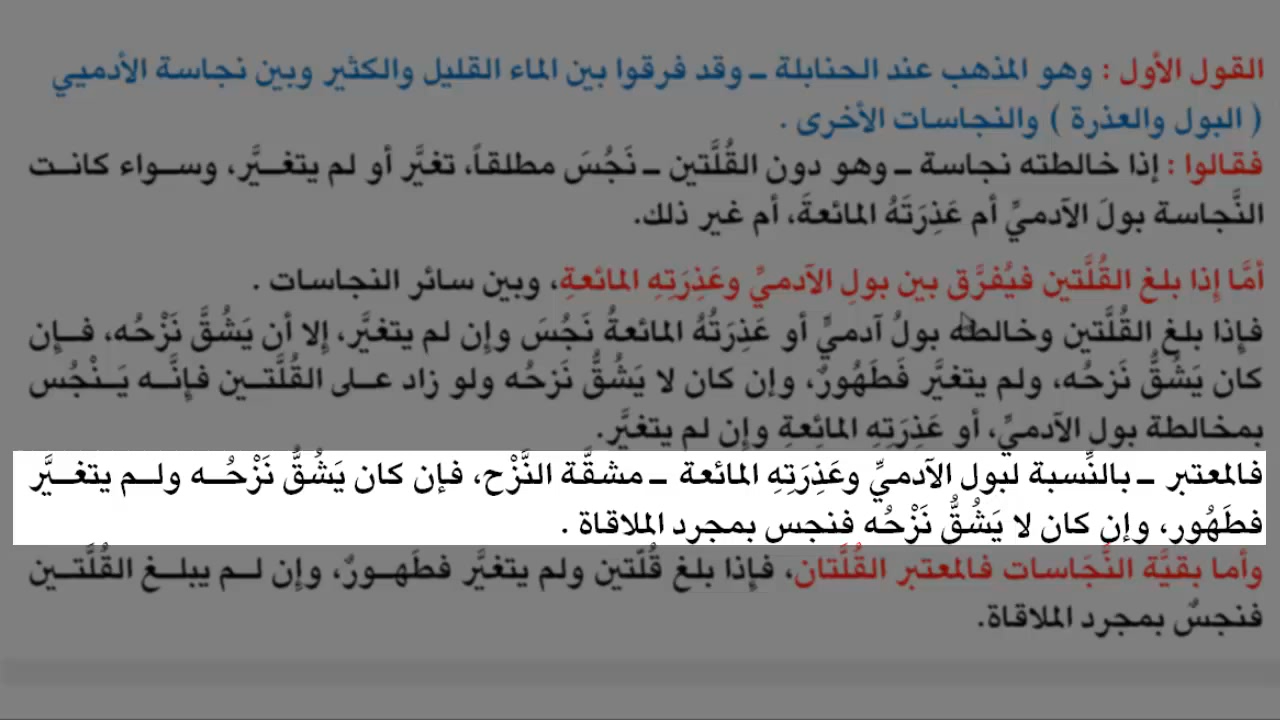 القول الأول : وهو المذهب عند الحنابلة ـ وقد فرقوا بين الماء القليل والكثير وبين نجاسة الأدميي
( البول والعذرة ) والنجاسات الأخرى .
فقالوا : إذا خالطته نجاسة ـ وهو دون القُلَّتين ـ نَجُسَ مطلقاً، تغيَّر أو لم يتغيَّر، وسواء كانت
النَّجاسة بولَ الآدميِّ أم عَذِرَتَهُ المائعةَ، أم غير ذلك.
أمَّا إذا بلغ القُلَّتين فيُفرَّق بين بولِ الآدميِّ وعَذِرَتِهِ المائعةِ، وبين سائر النجاسات .
فإذا بلغ القُلَّتين وخالطه بولُ آدميٍّ أو عَذِرَتُهُ المائعةُ نَجُسَ وإن لم يتغيَّر، إلا أن يَشُقَّ نَزْحُه، فإن
كان يَشُقُّ نَزحُه، ولم يتغيَّر فَطَهُورٌ، وإن كان لا يَشُقُّ نَزحُه ولو زاد على القُلَّتين فإنَّه يَنْجُس
بمخالطة بول الآدميِّ، أو عَذِرَتِهِ المائعةِ وإن لم يتغيَّر.
فالمعتبر ـ بالنِّسبة لبول الآدميِّ وعَذِرَتِهِ المائعة ـ مشقَّة النَّزْح، فإن كان يَشُقُّ نَزْحُه ولم يتغيَّر
فطَهُور، وإن كان لا يَشُقُّ نَزْحُه فنجس بمجرد الملاقاة .
وأما بقيَّة النَّجَاسات فالمعتبر القُلَّتان، فإذا بلغ قُلّتين ولم يتغيَّر فطَهورٌ، وإن لم يبلغ القُلَّتين
فنجسٌ بمجرد الملاقاة.